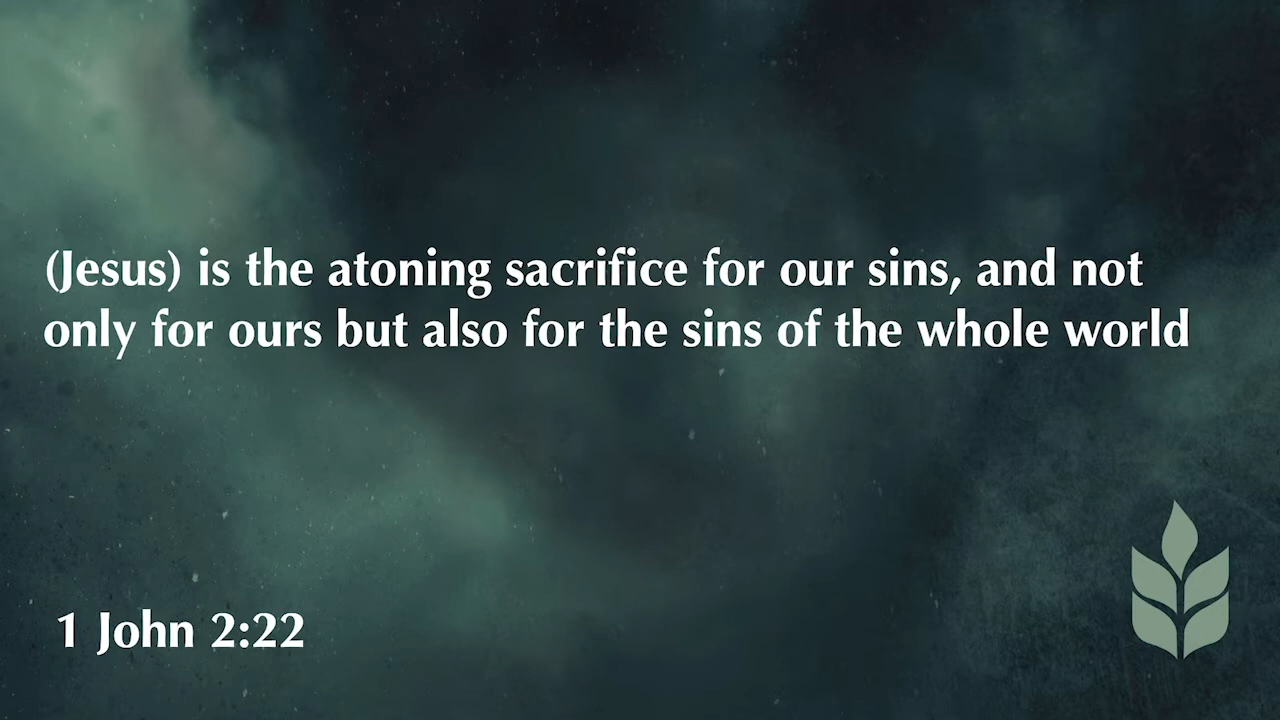 (Jesus) is the atoning sacrifice for our sins, and not
only for ours but also for the sins of the whole world
1 John 2:22